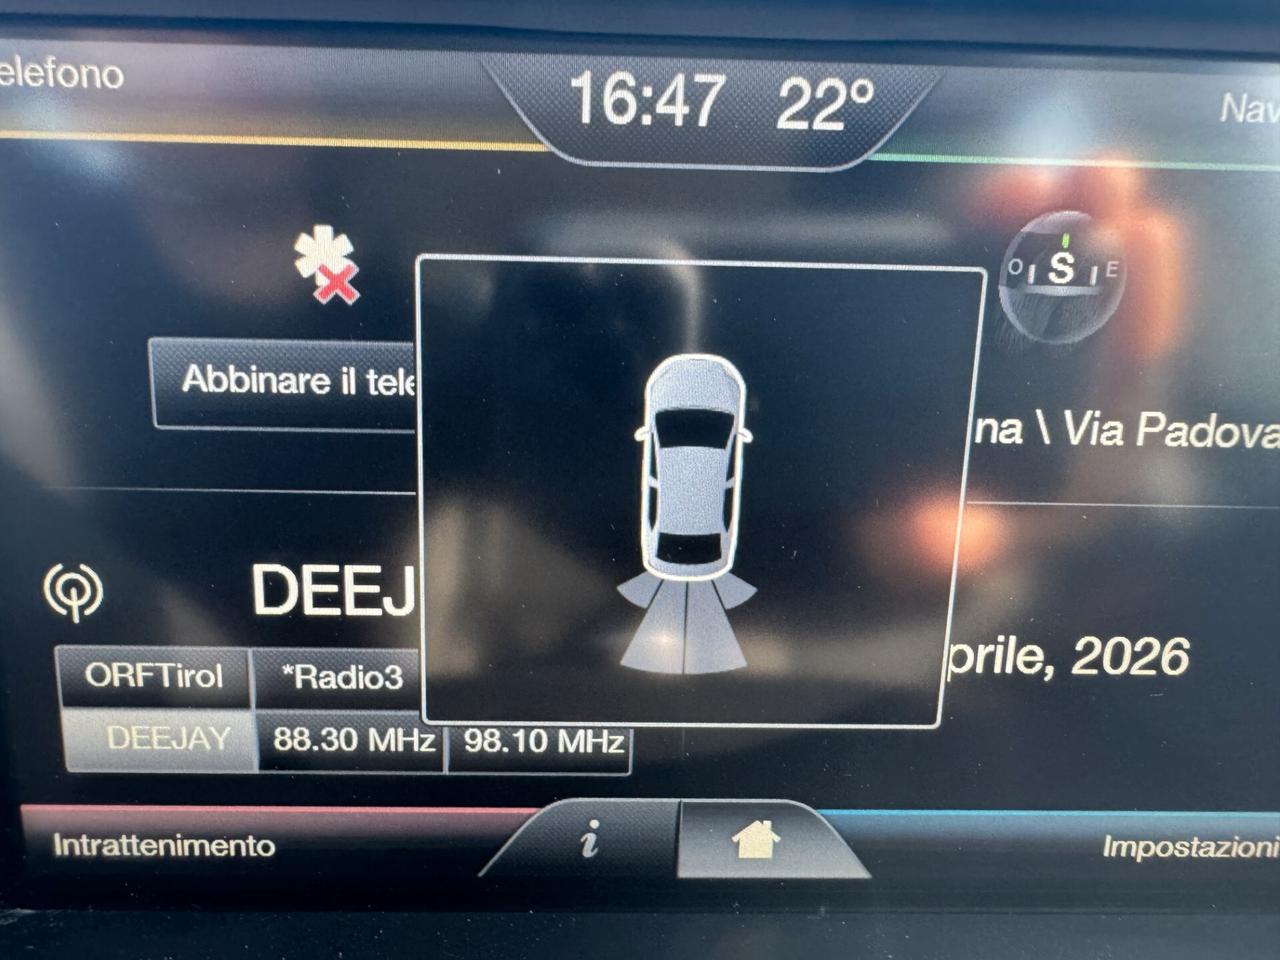 elefono
16:47 22°
Nav
O S E
Abbinare il tele
na \ Via Padova
DEEJ
prile, 2026
ORFTirol *Radio3
DEEJAY 88.30 MHz 98.10 MHz
Intrattenimento
i
Impostazioni